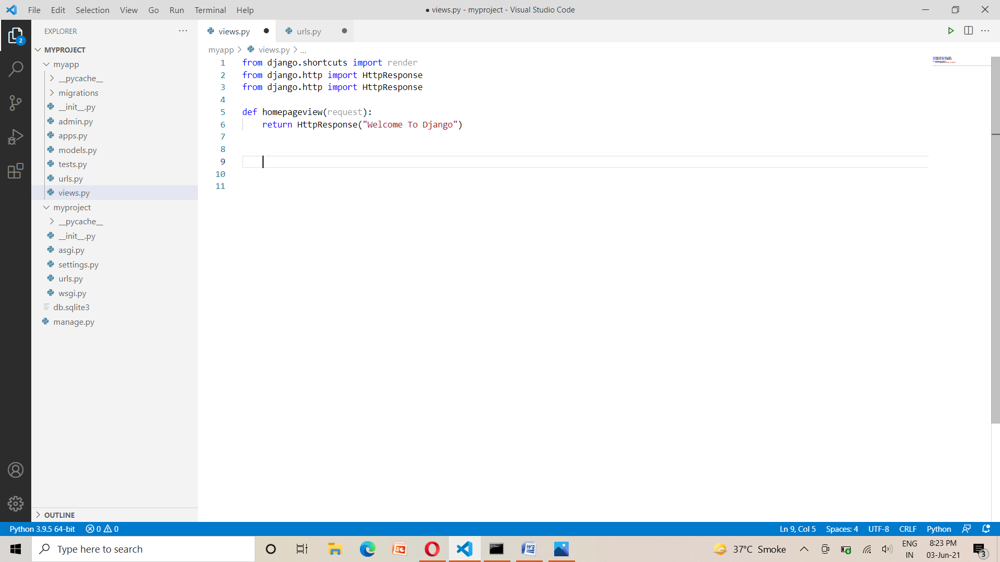 File Edit Selection View Go Run Terminal Help
● views.py - myproject - Visual Studio Code
2
EXPLORER ...
MYPROJECT
myapp
__pycache__
migrations
__init__.py
admin.py
apps.py
models.py
tests.py
urls.py
views.py
myproject
__pycache__
__init__.py
asgi.py
settings.py
urls.py
wsgi.py
db.sqlite3
manage.py
OUTLINE
views.py ● urls.py ●
myapp > views.py > ...
1 from django.shortcuts import render
2 from django.http import HttpResponse
3 from django.http import HttpResponse
4
5 def homepageview(request):
6     return HttpResponse("Welcome To Django")
7
8
9
10
11
Python 3.9.5 64-bit 0 0
Ln 9, Col 5 Spaces: 4 UTF-8 CRLF Python
Type here to search
37°C Smoke
ENG
IN
8:23 PM
03-Jun-21
3